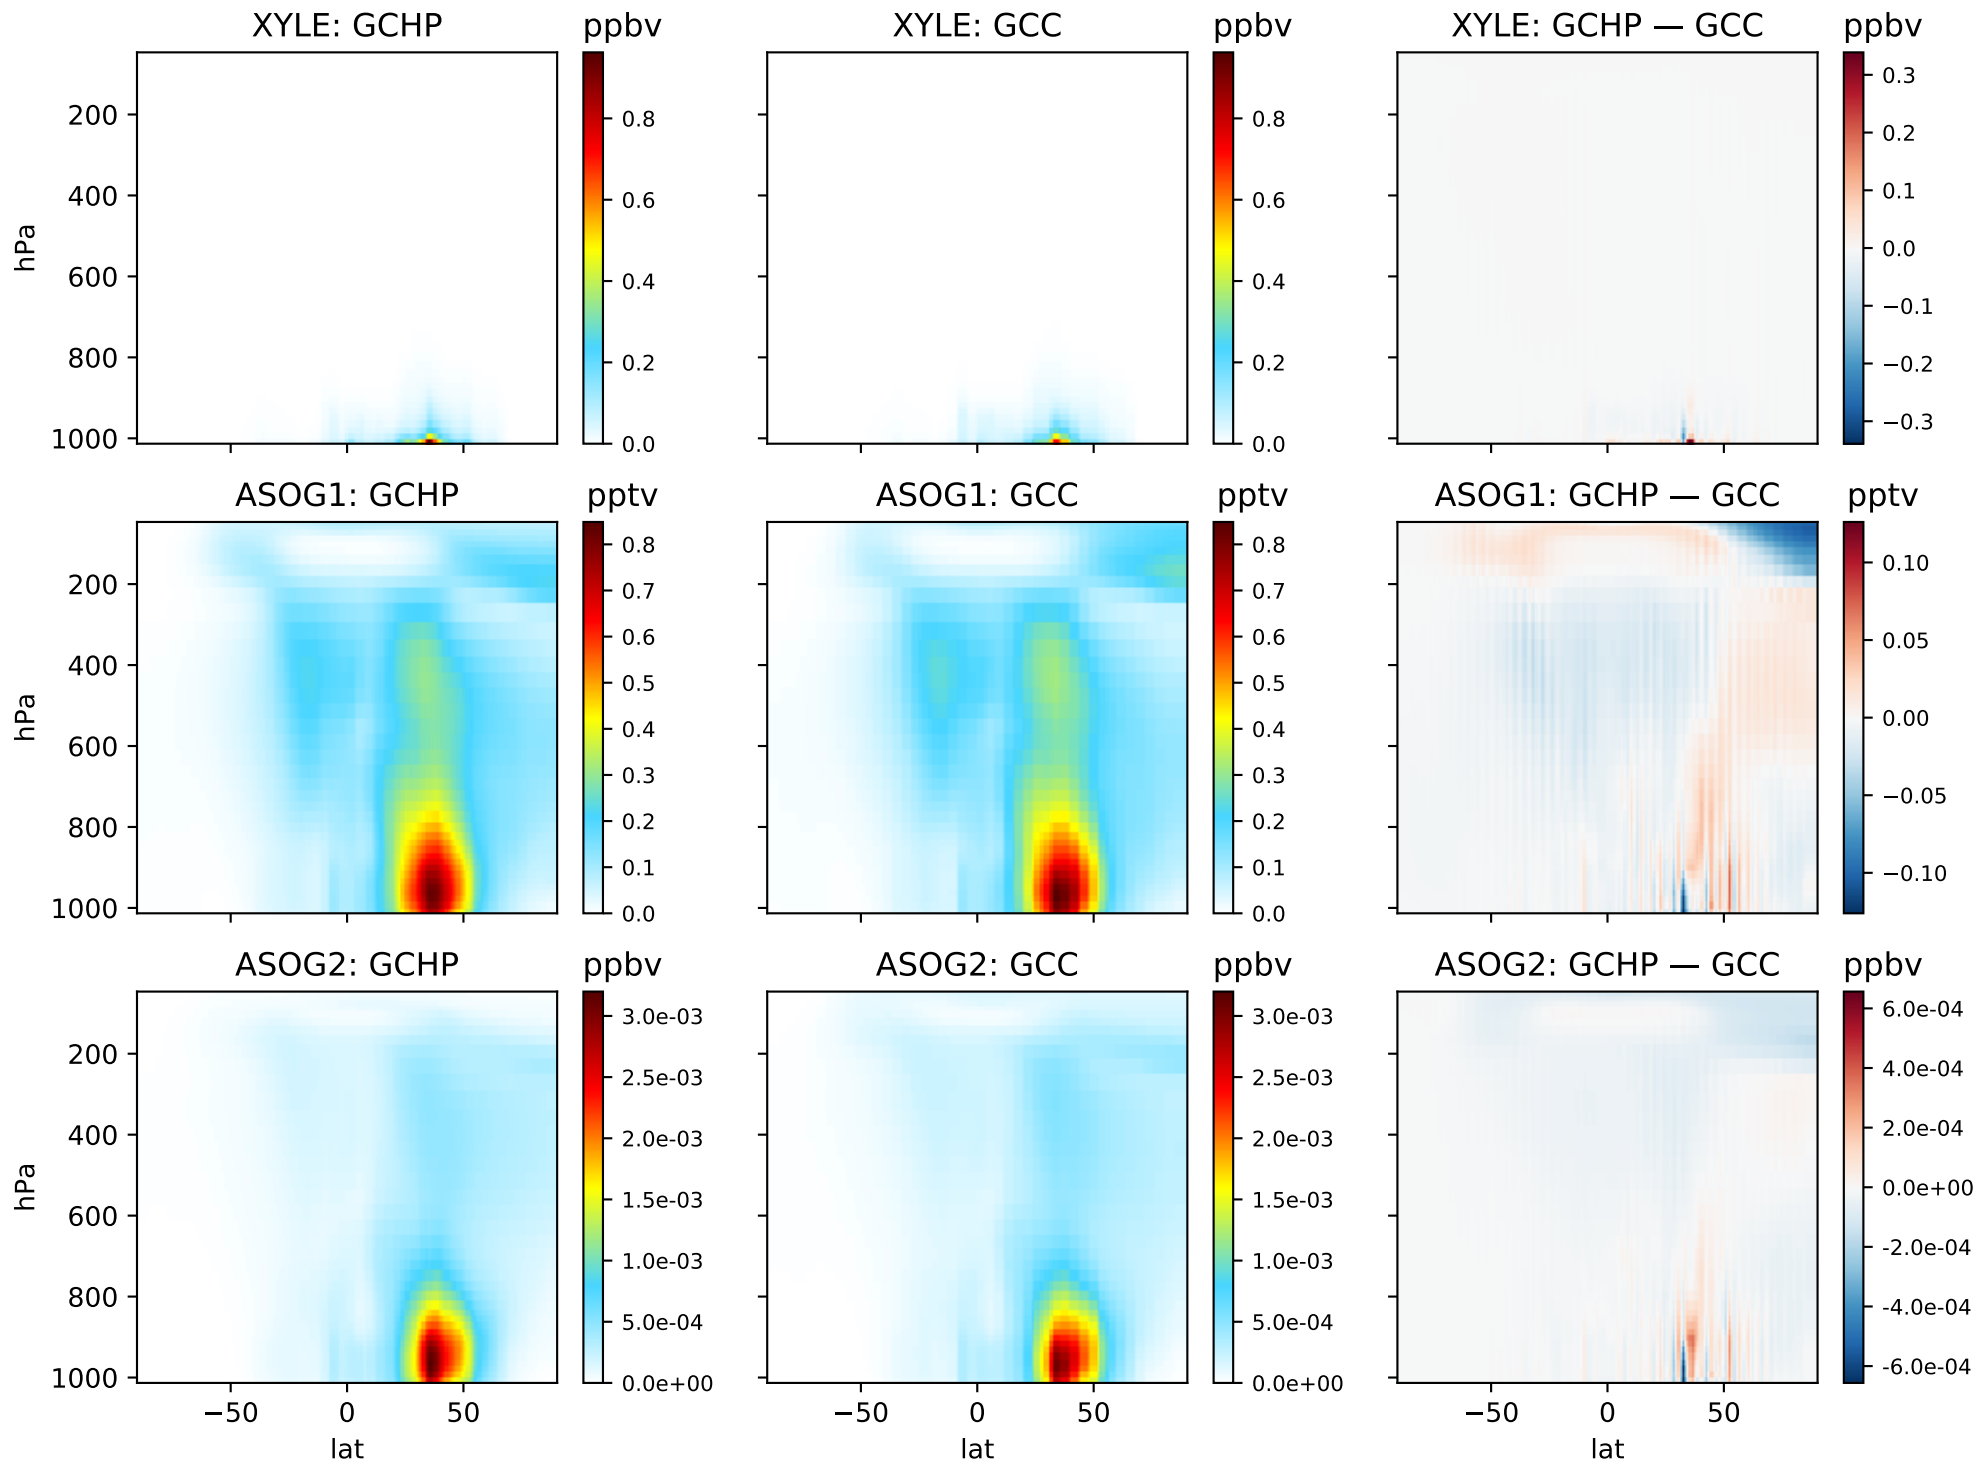 XYLE: GCHP
ppbv
XYLE: GCC
ppbv
XYLE: GCHP — GCC
ppbv
hPa
200
400
600
800
1000
0.8
0.6
0.4
0.2
0.0
0.8
0.6
0.4
0.2
0.0
0.3
0.2
0.1
0.0
−0.1
−0.2
−0.3
ASOG1: GCHP
pptv
ASOG1: GCC
pptv
ASOG1: GCHP — GCC
pptv
hPa
200
400
600
800
1000
0.8
0.7
0.6
0.5
0.4
0.3
0.2
0.1
0.0
0.8
0.7
0.6
0.5
0.4
0.3
0.2
0.1
0.0
0.10
0.05
0.00
−0.05
−0.10
ASOG2: GCHP
ppbv
ASOG2: GCC
ppbv
ASOG2: GCHP — GCC
ppbv
hPa
200
400
600
800
1000
3.0e-03
2.5e-03
2.0e-03
1.5e-03
1.0e-03
5.0e-04
0.0e+00
3.0e-03
2.5e-03
2.0e-03
1.5e-03
1.0e-03
5.0e-04
0.0e+00
6.0e-04
4.0e-04
2.0e-04
0.0e+00
-2.0e-04
-4.0e-04
-6.0e-04
−50 0 50
lat
−50 0 50
lat
−50 0 50
lat